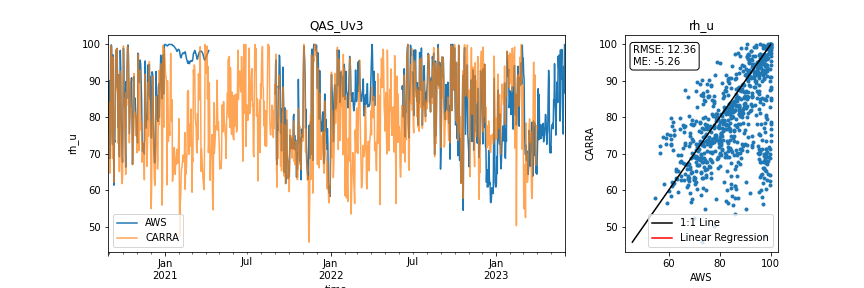 QAS_Uv3
rh_u
100
90
80
70
60
50
rh_u
AWS
CARRA
Jan
2021
Jul
Jan
2022
Jul
Jan
2023
time
rh_u
RMSE: 12.36
ME: -5.26
100
90
80
70
60
50
CARRA
1:1 Line
Linear Regression
60
80
100
AWS